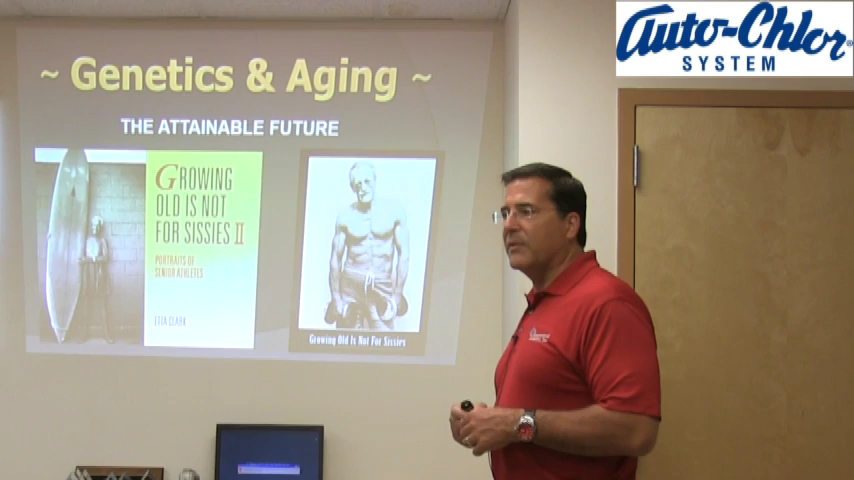 Auto-Chlor®
SYSTEM
~ Genetics & Aging ~
THE ATTAINABLE FUTURE
GROWING
OLD IS NOT
FOR SISSIES II
PORTRAITS OF
SENIOR ATHLETES
ETTA CLARK
Growing Old Is Not For Sissies